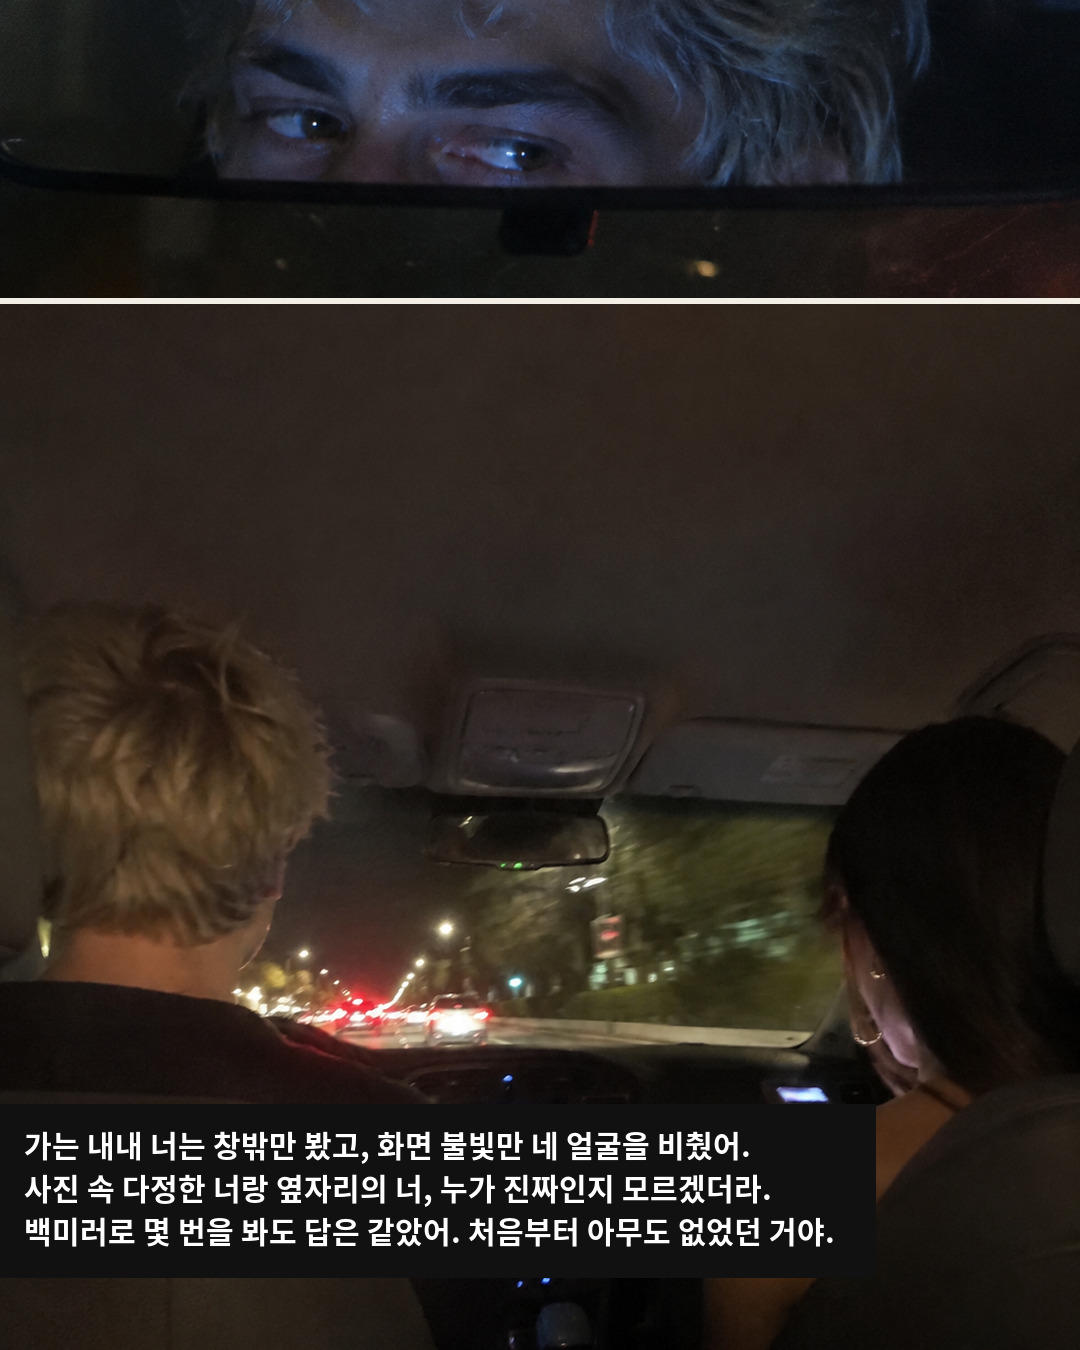 가는 내내 너는 창밖만 봤고, 화면 불빛만 네 얼굴을 비췄어.
사진 속 다정한 너랑 옆자리의 너, 누가 진짜인지 모르겠더라.
백미러로 몇 번을 봐도 답은 같았어. 처음부터 아무도 없었던 거야.